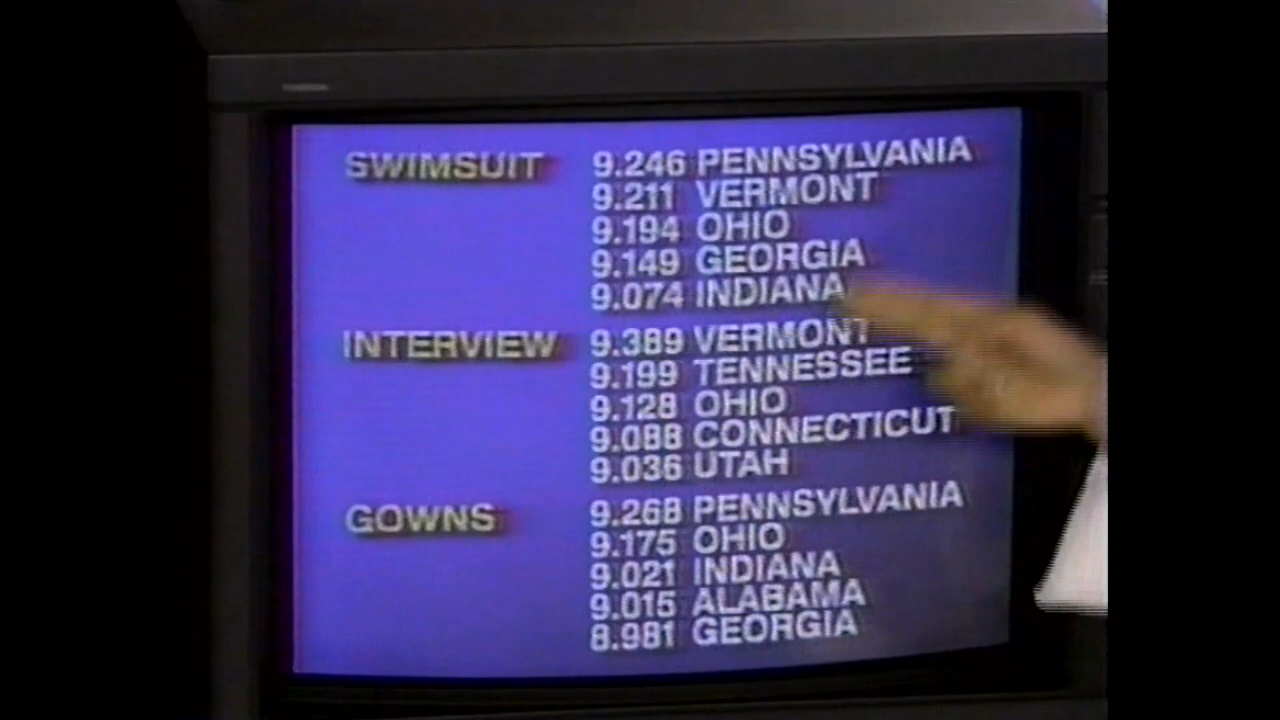 SWIMSUIT 9.246 PENNSYLVANIA
9.211 VERMONT
9.194 OHIO
9.149 GEORGIA
9.074 INDIANA
INTERVIEW 9.389 VERMONT
9.199 TENNESSEE
9.128 OHIO
9.088 CONNECTICUT
9.036 UTAH
GOWNS 9.268 PENNSYLVANIA
9.175 OHIO
9.021 INDIANA
9.015 ALABAMA
8.981 GEORGIA